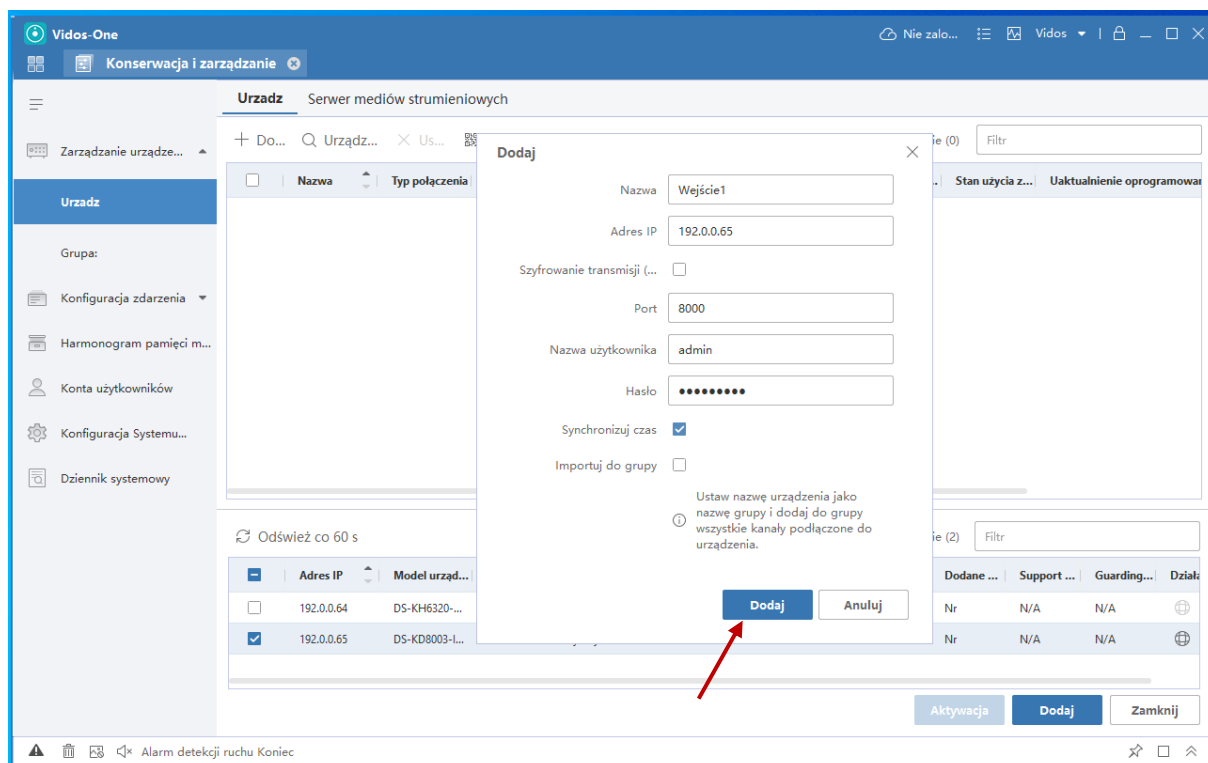 Vidos-One
Nie zalo...
Vidos
Konserwacja i zarządzanie
Urzadz
Serwer mediów strumieniowych
Zarządzanie urządze...
Urzadz
Grupa:
Konfiguracja zdarzenia
Harmonogram pamięci m...
Konta użytkowników
Konfiguracja Systemu...
Dziennik systemowy
Do...
Urządz...
Us...
ie (0)
Filtr
Nazwa
Typ połączenia
Stan użycia z...
Uaktualnienie oprogramowan
Dodaj
Nazwa
Wejście1
Adres IP
192.0.0.65
Szyfrowanie transmisji (...
Port
8000
Nazwa użytkownika
admin
Hasło
•••••••••
Synchronizuj czas
Importuj do grupy
Ustaw nazwę urządzenia jako
nazwę grupy i dodaj do grupy
wszystkie kanały podłączone do
urządzenia.
Dodaj
Anuluj
Odśwież co 60 s
ie (2)
Filtr
Adres IP
Model urząd...
Dodane ...
Support ...
Guarding...
Działa
192.0.0.64
DS-KH6320-...
Nr
N/A
N/A
192.0.0.65
DS-KD8003-I...
Nr
N/A
N/A
Aktywacja
Dodaj
Zamknij
Alarm detekcji ruchu Koniec